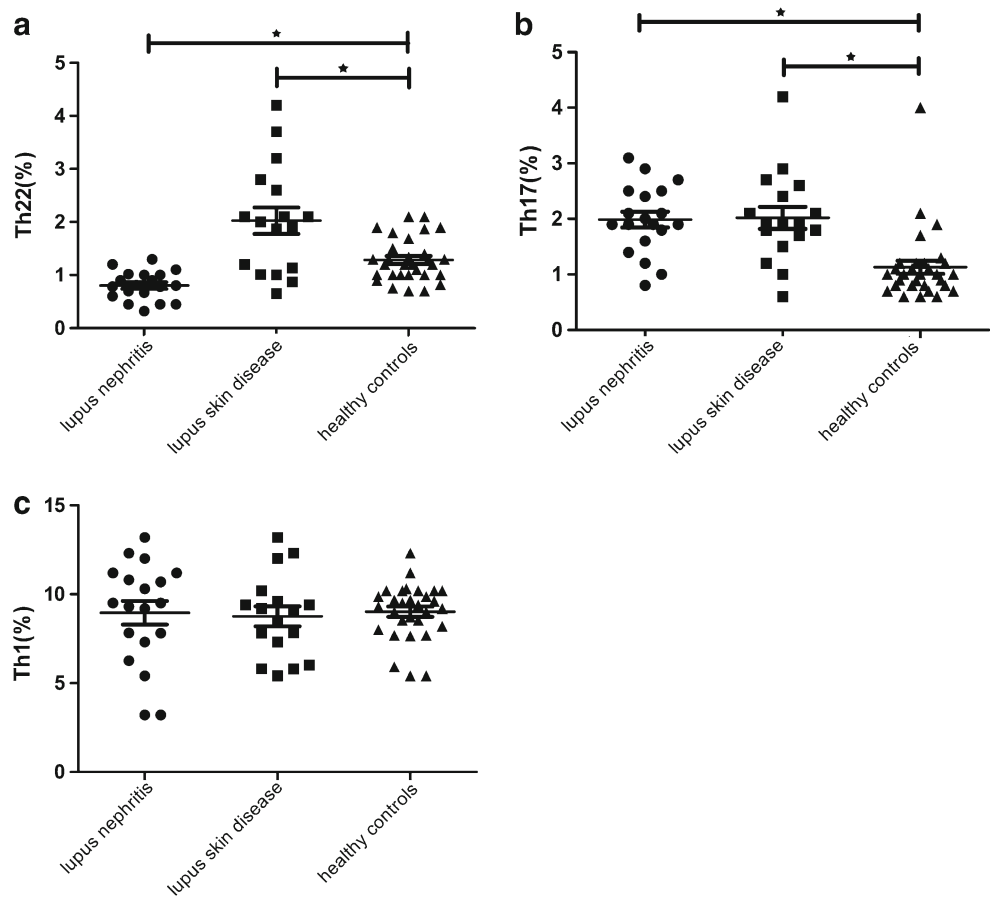 a
*
*
5
4
3
2
1
0
Th22(%)
lupus nephritis
lupus skin disease
healthy controls
b
*
*
5
4
3
2
1
0
Th17(%)
lupus nephritis
lupus skin disease
healthy controls
c
15
10
5
0
Th1(%)
lupus nephritis
lupus skin disease
healthy controls